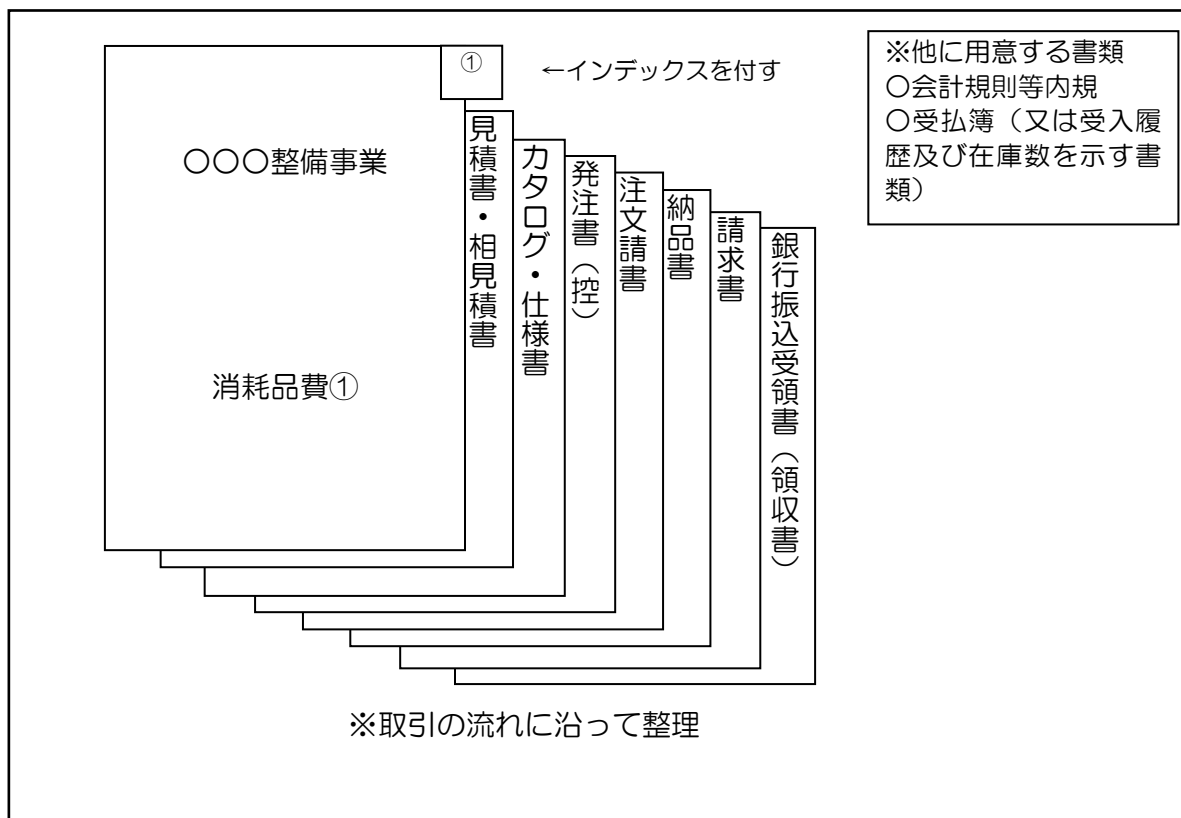 ①
←インデックスを付す
※他に用意する書類
○会計規則等内規
○受払簿（又は受入履
歴及び在庫数を示す書
類）
○○○整備事業
消耗品費①
見積書・相見積書
カタログ・仕様書
発注書（控）
注文請書
納品書
請求書
銀行振込受領書（領収書）
※取引の流れに沿って整理